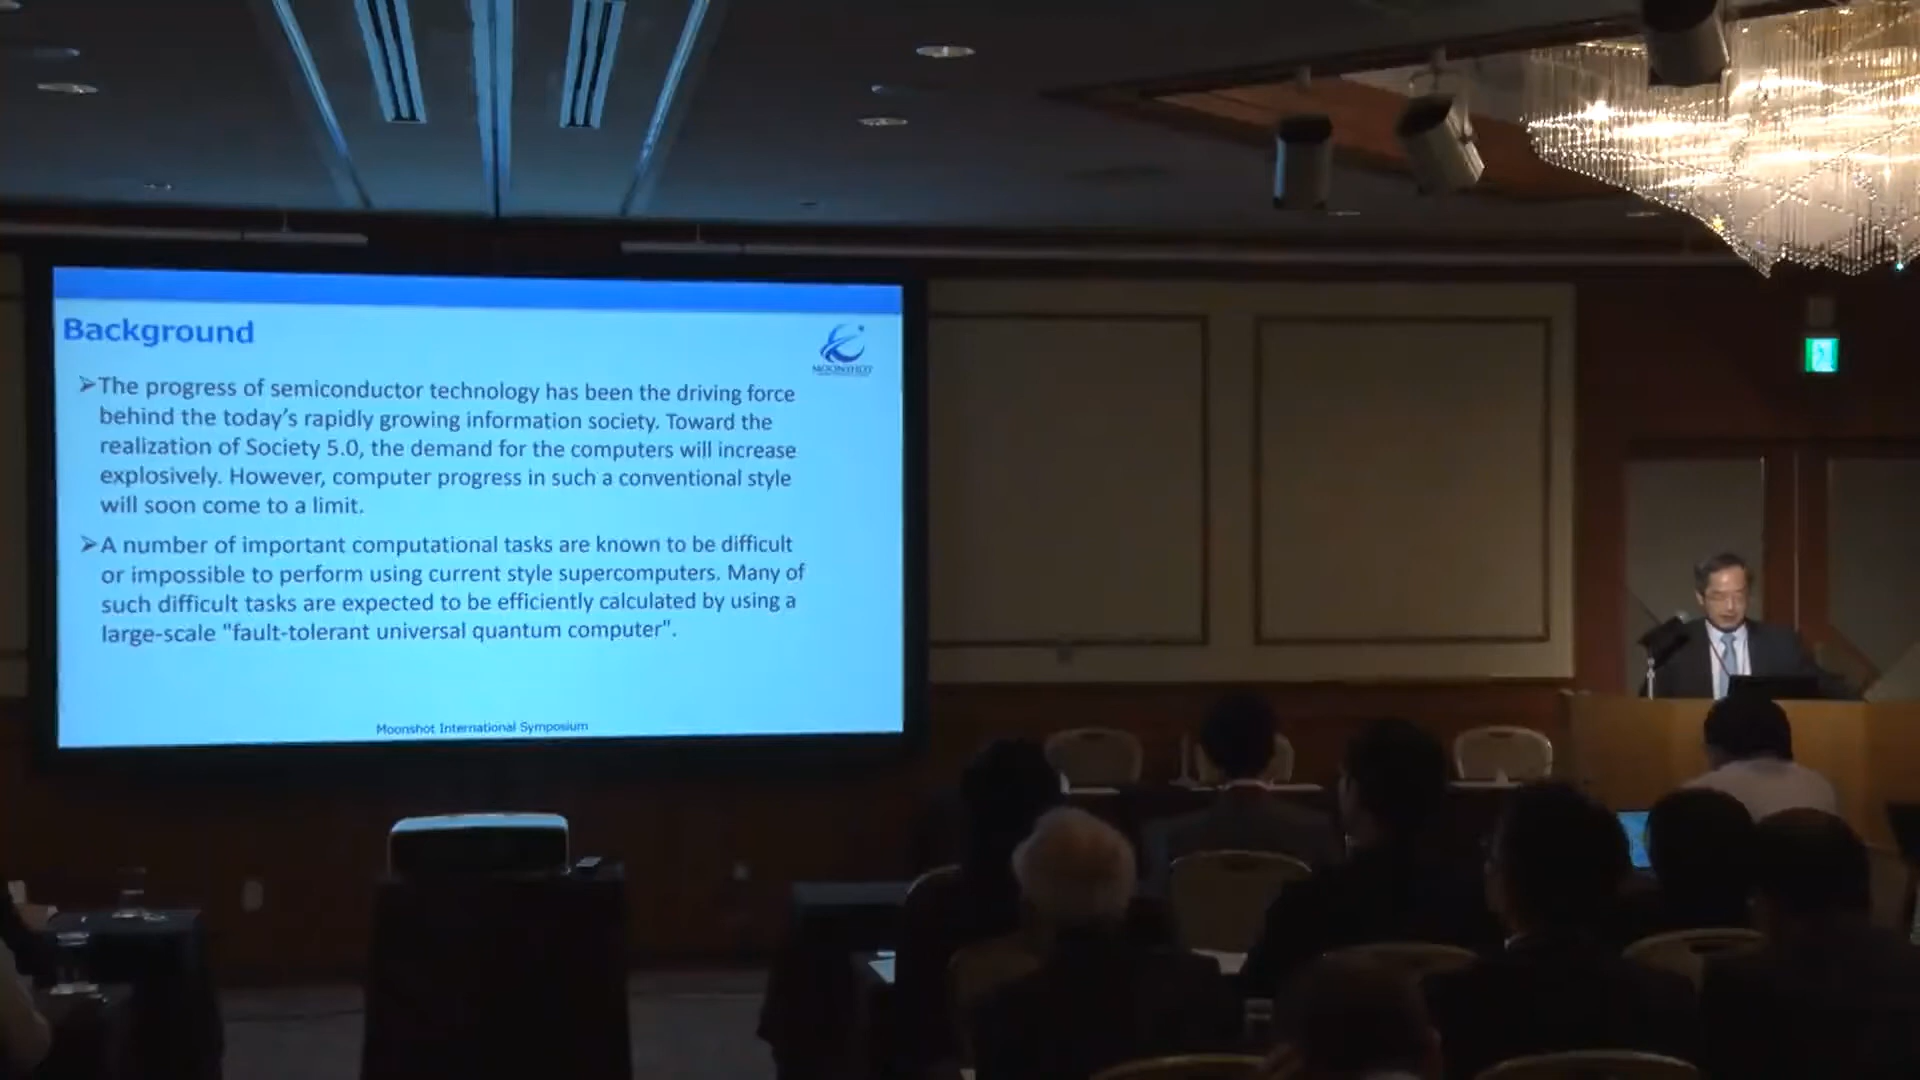 Background
MOONSHOT
➢The progress of semiconductor technology has been the driving force
behind the today's rapidly growing information society. Toward the
realization of Society 5.0, the demand for the computers will increase
explosively. However, computer progress in such a conventional style
will soon come to a limit.
➢A number of important computational tasks are known to be difficult
or impossible to perform using current style supercomputers. Many of
such difficult tasks are expected to be efficiently calculated by using a
large-scale "fault-tolerant universal quantum computer".
Moonshot International Symposium